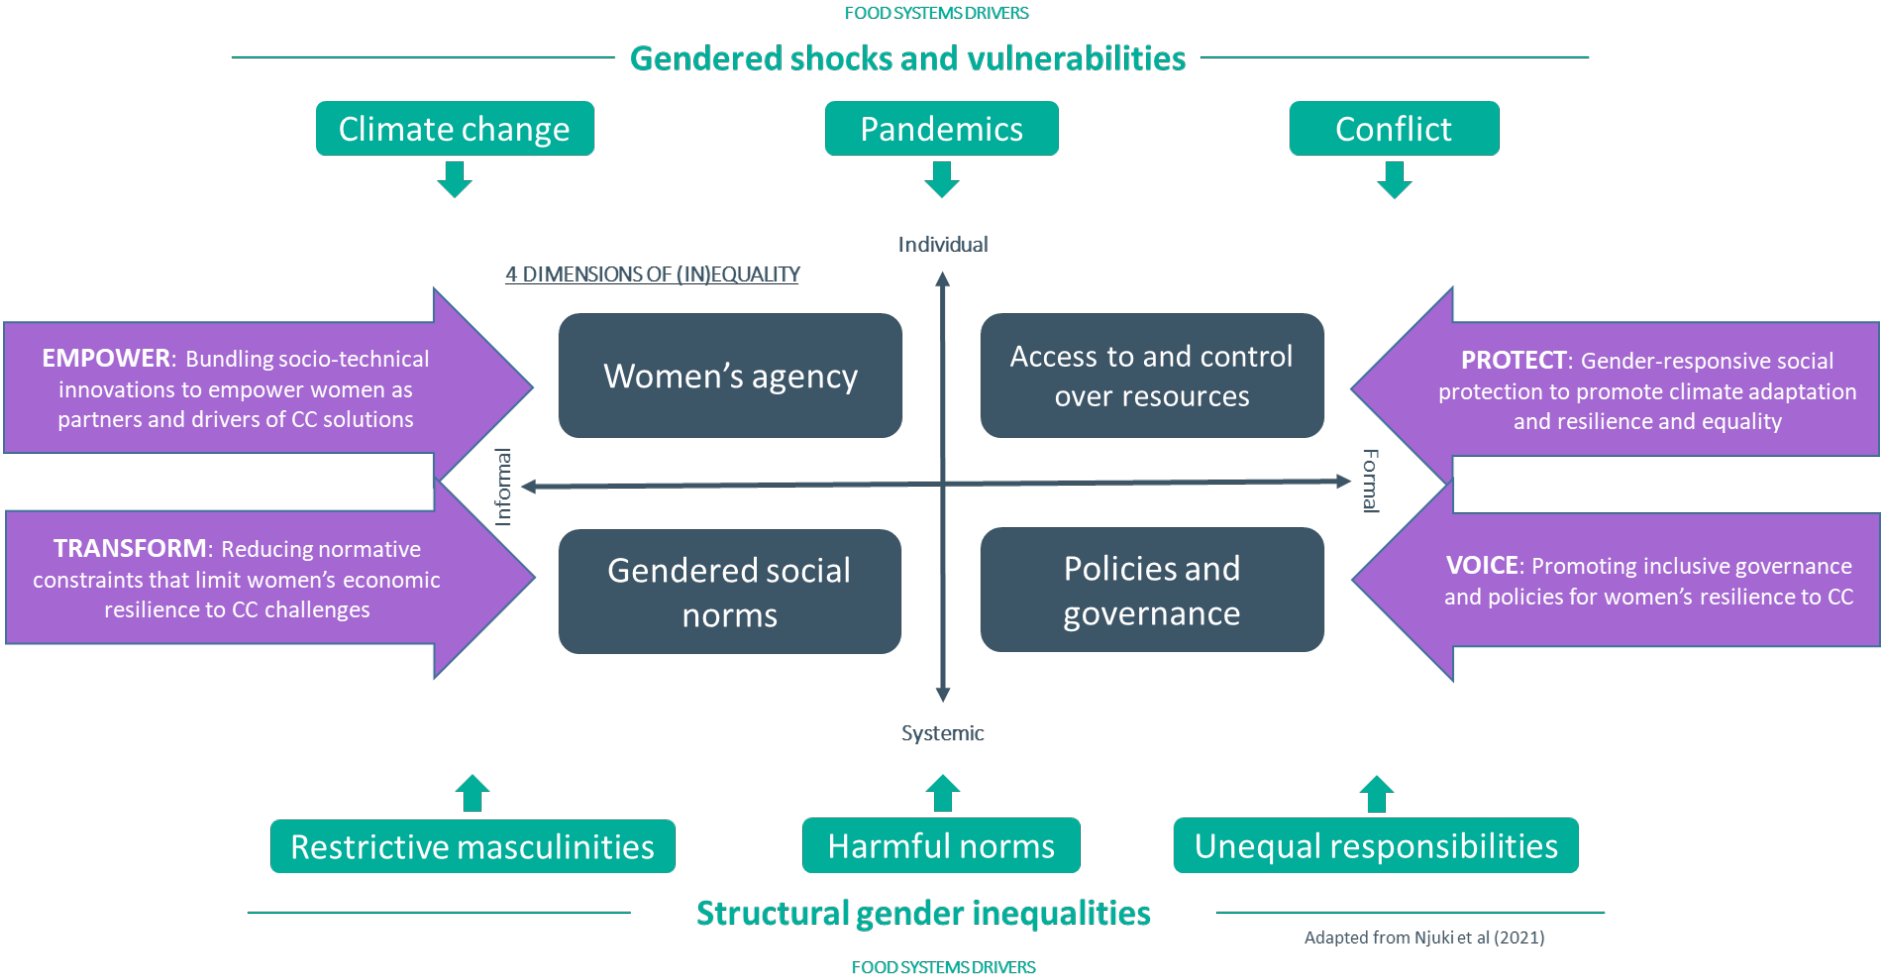 FOOD SYSTEMS DRIVERS
Gendered shocks and vulnerabilities
Climate change
Pandemics
Conflict
Individual
4 DIMENSIONS OF (IN)EQUALITY
EMPOWER: Bundling socio-technical
innovations to empower women as
partners and drivers of CC solutions
Women's agency
Access to and control
over resources
PROTECT: Gender-responsive social
protection to promote climate adaptation
and resilience and equality
Informal
Formal
TRANSFORM: Reducing normative
constraints that limit women's economic
resilience to CC challenges
Gendered social
norms
Policies and
governance
VOICE: Promoting inclusive governance
and policies for women's resilience to CC
Systemic
Restrictive masculinities
Harmful norms
Unequal responsibilities
Structural gender inequalities
Adapted from Njuki et al (2021)
FOOD SYSTEMS DRIVERS